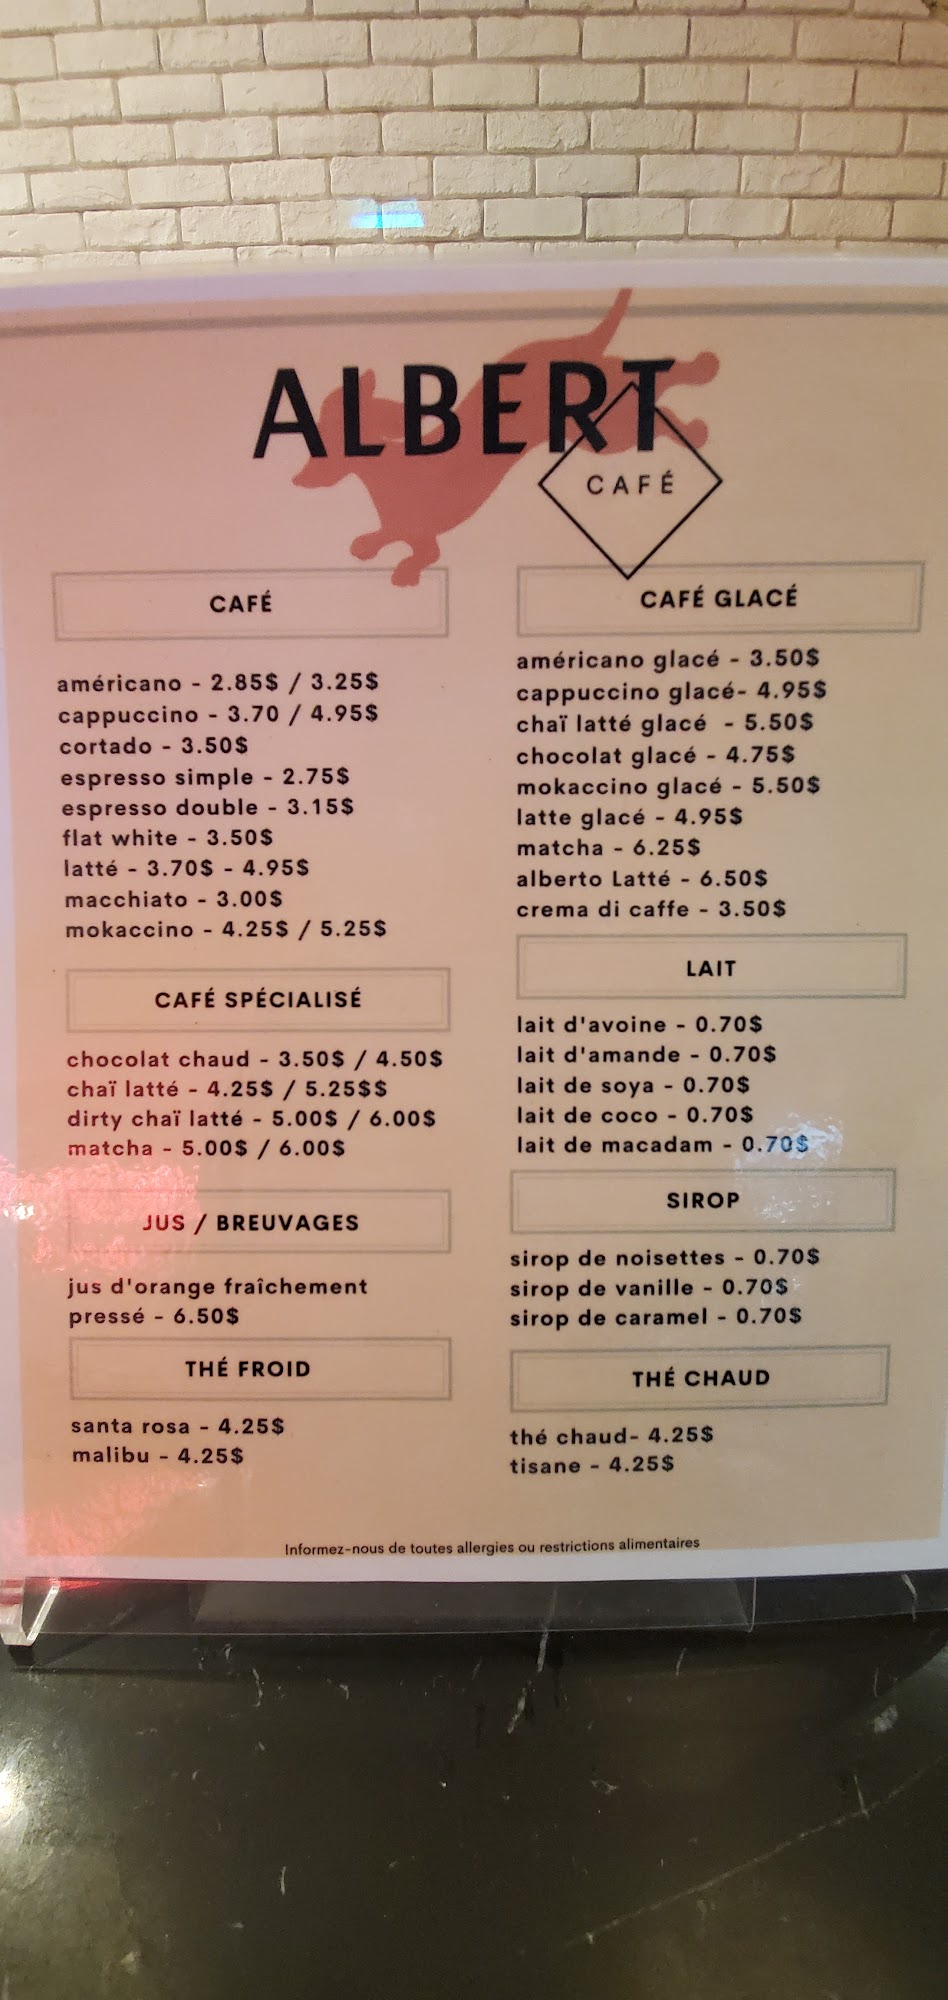 ALBERT
CAFÉ
CAFÉ
américano - 2.85$ / 3.25$
cappuccino - 3.70 / 4.95$
cortado - 3.50$
espresso simple - 2.75$
espresso double - 3.15$
flat white - 3.50$
latté - 3.70$ - 4.95$
macchiato - 3.00$
mokaccino - 4.25$ / 5.25$
CAFÉ SPÉCIALISÉ
chocolat chaud - 3.50$ / 4.50$
chaï latté - 4.25$ / 5.25$$
dirty chaï latté - 5.00$ / 6.00$
matcha - 5.00$ / 6.00$
JUS / BREUVAGES
jus d'orange fraîchement
pressé - 6.50$
THÉ FROID
santa rosa - 4.25$
malibu - 4.25$
CAFÉ GLACÉ
américano glacé - 3.50$
cappuccino glacé- 4.95$
chaï latté glacé - 5.50$
chocolat glacé - 4.75$
mokaccino glacé - 5.50$
latte glacé - 4.95$
matcha - 6.25$
alberto Latté - 6.50$
crema di caffe - 3.50$
LAIT
lait d'avoine - 0.70$
lait d'amande - 0.70$
lait de soya - 0.70$
lait de coco - 0.70$
lait de macadam - 0.70$
SIROP
sirop de noisettes - 0.70$
sirop de vanille - 0.70$
sirop de caramel - 0.70$
THÉ CHAUD
thé chaud- 4.25$
tisane - 4.25$
Informez-nous de toutes allergies ou restrictions alimentaires